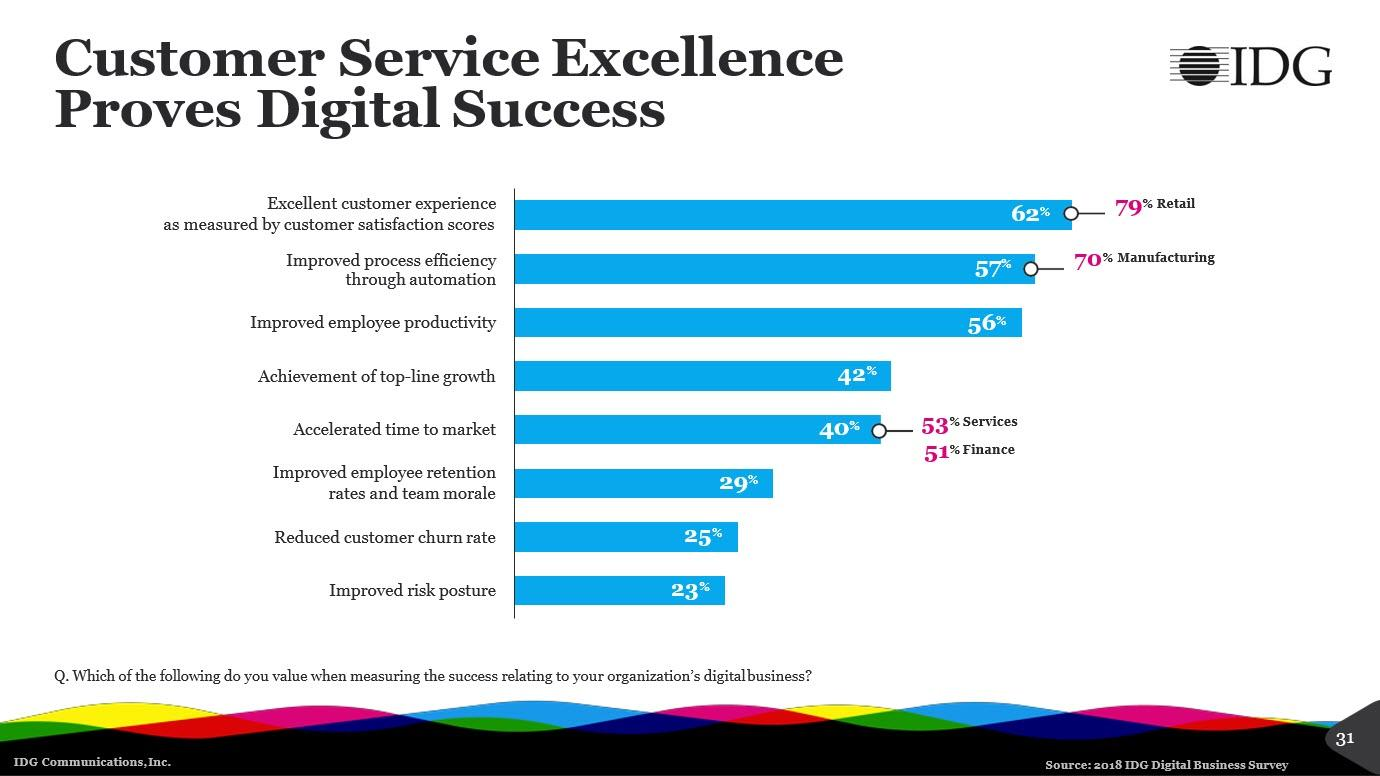 Customer Service Excellence
Proves Digital Success
IDG
Excellent customer experience
as measured by customer satisfaction scores
62%
79% Retail
Improved process efficiency
through automation
57%
70% Manufacturing
Improved employee productivity
56%
Achievement of top-line growth
42%
Accelerated time to market
40%
53% Services
51% Finance
Improved employee retention
rates and team morale
29%
Reduced customer churn rate
25%
Improved risk posture
23%
Q. Which of the following do you value when measuring the success relating to your organization’s digital business?
31
IDG Communications, Inc.
Source: 2018 IDG Digital Business Survey